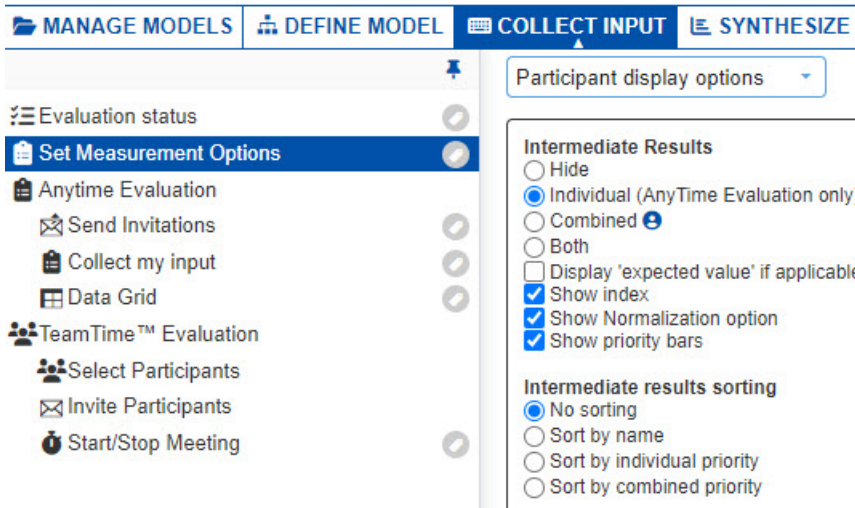 MANAGE MODELS DEFINE MODEL COLLECT INPUT SYNTHESIZE
Participant display options
Evaluation status
Set Measurement Options
Anytime Evaluation
Send Invitations
Collect my input
Data Grid
TeamTime™ Evaluation
Select Participants
Invite Participants
Start/Stop Meeting
Intermediate Results
Hide
Individual (AnyTime Evaluation only)
Combined
Both
Display 'expected value' if applicable
Show index
Show Normalization option
Show priority bars
Intermediate results sorting
No sorting
Sort by name
Sort by individual priority
Sort by combined priority